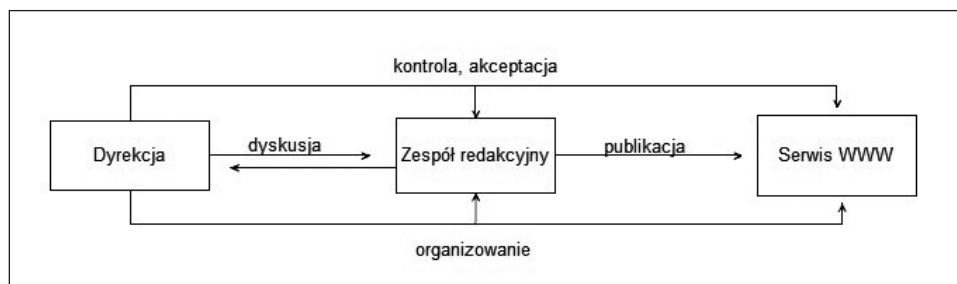 kontrola, akceptacja
Dyrekcja
dyskusja
Zespół redakcyjny
publikacja
Serwis WWW
organizowanie